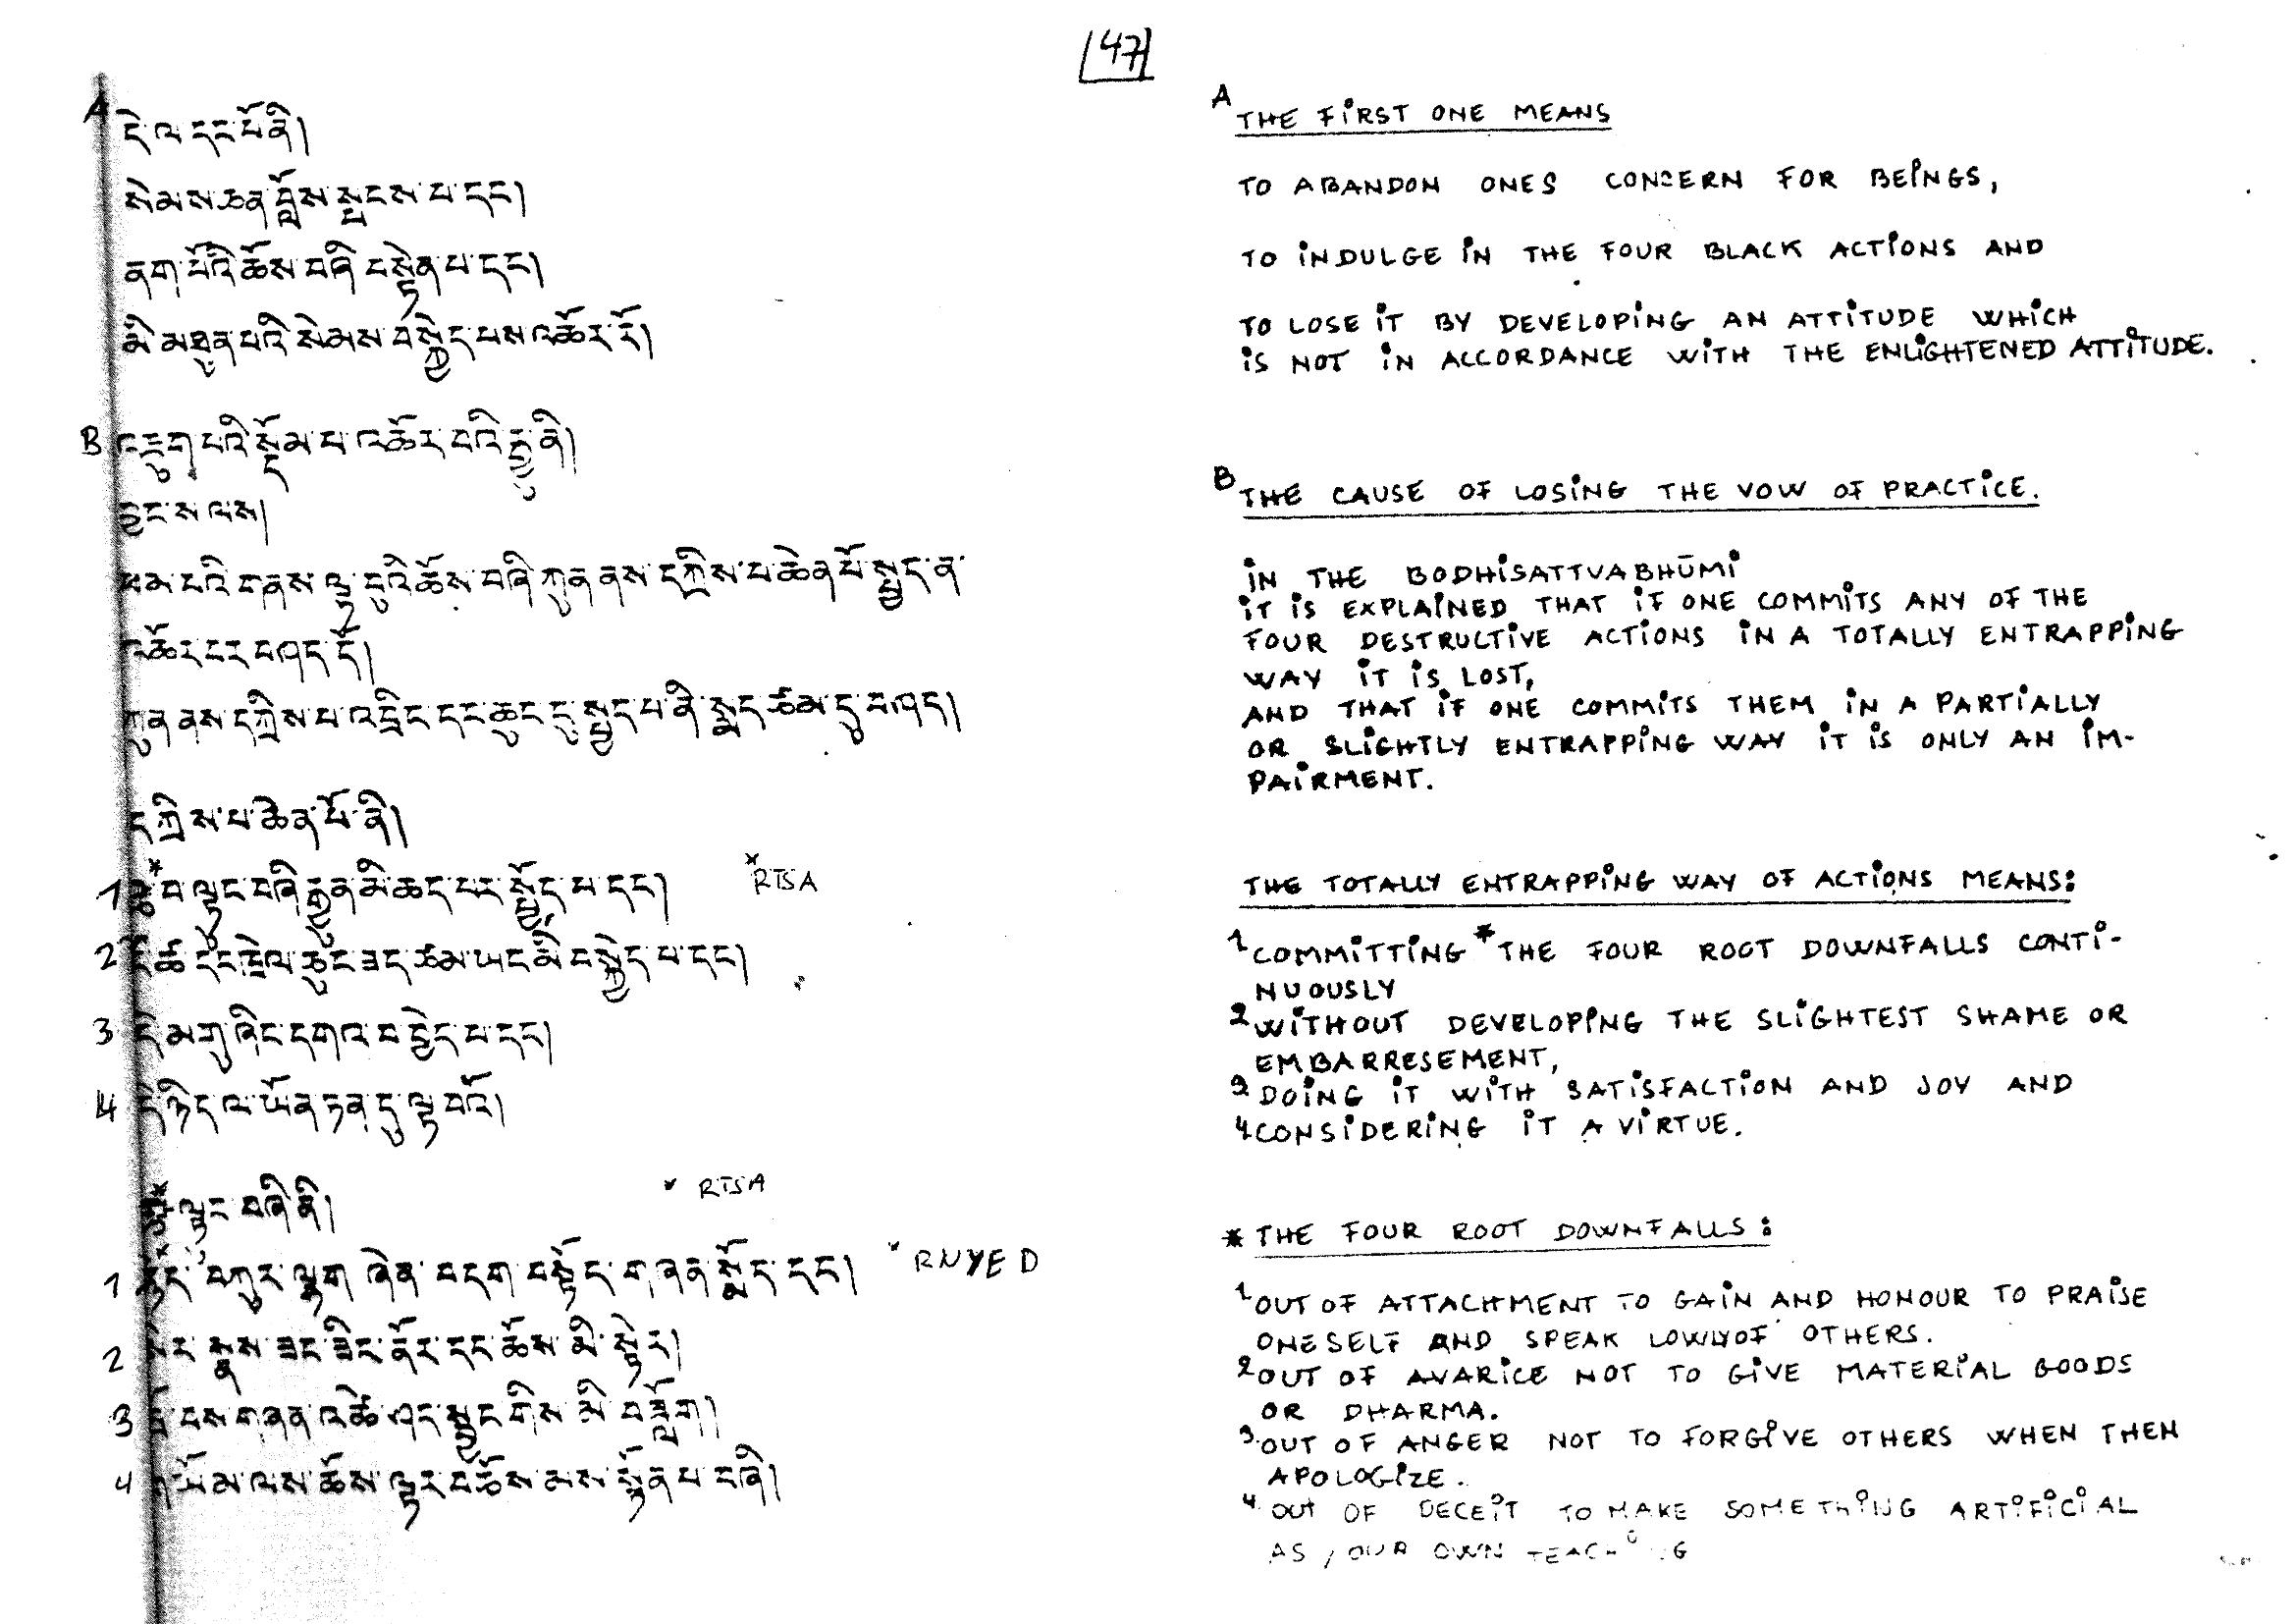 47
A
དེ་ལ་དང་པོ་ནི།
སེམས་ཅན་བློས་སྤངས་པ་དང༌།
ནག་པོའི་ཆོས་བཞི་བསྟེན་པ་དང༌།
མི་མཐུན་པའི་སེམས་བསྐྱེད་པས་འཆོར་རོ།
B འཇུག་པའི་སྡོམ་པ་འཆོར་བའི་རྒྱུ་ནི།
བྱང་ས་ལས།
ཕམ་པའི་གནས་ལྟ་བུའི་ཆོས་བཞི་ཀུན་ནས་དཀྲིས་པ་ཆེན་པོ་སྤྱད་ན་
འཆོར་བར་བཤད་དོ།
ཀུན་ནས་དཀྲིས་པ་འབྲིང་དང་ཆུང་ངུ་སྤྱད་པ་ནི་སྨད་ཙམ་དུ་བཤད།
དཀྲིས་པ་ཆེན་པོ་ནི།
1 * བ་ལྟུང་བཞི་རྒྱུན་མི་ཆད་པར་སྤྱོད་པ་དང༌། * RTSA
2 ངོ་ཚ་དང་ཁྲེལ་ཆུང་ཟད་ཙམ་ཡང་མི་བསྐྱེད་པ་དང༌།
3 དེ་མགུ་ཞིང་དགའ་བ་བྱེད་པ་དང༌།
4 དེ་ཉིད་ལ་ཡོན་ཏན་དུ་ལྟ་བའོ།
* ལྟུང་བཞི་ནི། * RTSA
1 * བཀུར་ལྷག་ཞེན་བདག་བསྟོད་གཞན་སྨོད་དང༌། * RNYED
2 སེར་སྣས་ཟང་ཟིང་ནོར་དང་ཆོས་མི་སྟེར།
3 ཁྲོ་བས་གཞན་འཚེ་ཤད་སྦྱང་གིས་མི་བཟློག།
4 གཡོམ་ལས་ཆོས་ལྟར་བཅོས་མས་སྟོན་པ་བཞི།
A THE FIRST ONE MEANS
TO ABANDON ONES CONCERN FOR BEINGS,
TO INDULGE IN THE FOUR BLACK ACTIONS AND
TO LOSE IT BY DEVELOPING AN ATTITUDE WHICH
IS NOT IN ACCORDANCE WITH THE ENLIGHTENED ATTITUDE.
B THE CAUSE OF LOSING THE VOW OF PRACTICE.
IN THE BODHISATTVABHŪMI
IT IS EXPLAINED THAT IF ONE COMMITS ANY OF THE
FOUR DESTRUCTIVE ACTIONS IN A TOTALLY ENTRAPPING
WAY IT IS LOST,
AND THAT IF ONE COMMITS THEM IN A PARTIALLY
OR SLIGHTLY ENTRAPPING WAY IT IS ONLY AN IM-
PAIRMENT.
THE TOTALLY ENTRAPPING WAY OF ACTIONS MEANS:
1 COMMITTING * THE FOUR ROOT DOWNFALLS CONTI-
NUOUSLY
2 WITHOUT DEVELOPING THE SLIGHTEST SHAME OR
EMBARRESEMENT,
3 DOING IT WITH SATISFACTION AND JOY AND
4 CONSIDERING IT A VIRTUE.
* THE FOUR ROOT DOWNFALLS:
1 OUT OF ATTACHMENT TO GAIN AND HONOUR TO PRAISE
ONESELF AND SPEAK LOWLYOF OTHERS.
2 OUT OF AVARICE NOT TO GIVE MATERIAL GOODS
OR DHARMA.
3 OUT OF ANGER NOT TO FORGIVE OTHERS WHEN THEN
APOLOGIZE.
4 OUT OF DECEIT TO MAKE SOMETHING ARTIFICIAL
AS YOUR OWN TEACHING